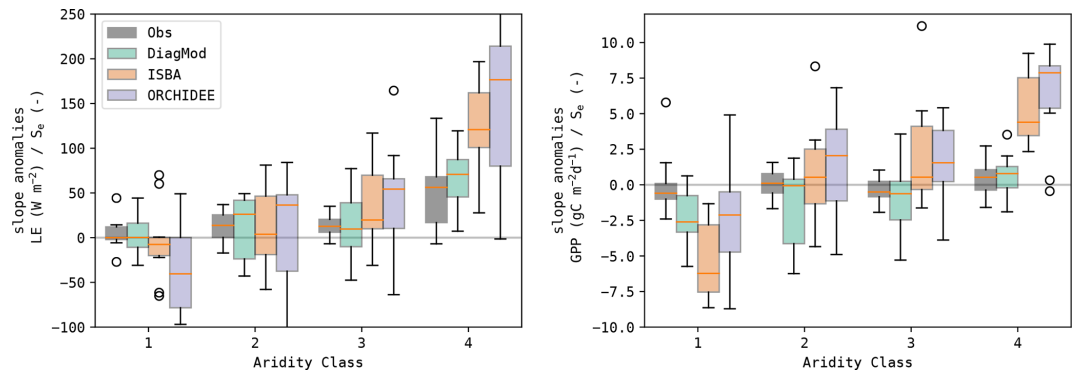 250
200
150
100
50
0
−50
−100
slope anomalies
LE (W m⁻²) / Sₑ (-)
Obs
DiagMod
ISBA
ORCHIDEE
1 2 3 4
Aridity Class
10.0
7.5
5.0
2.5
0.0
−2.5
−5.0
−7.5
−10.0
slope anomalies
GPP (gC m⁻²d⁻¹) / Sₑ (-)
1 2 3 4
Aridity Class